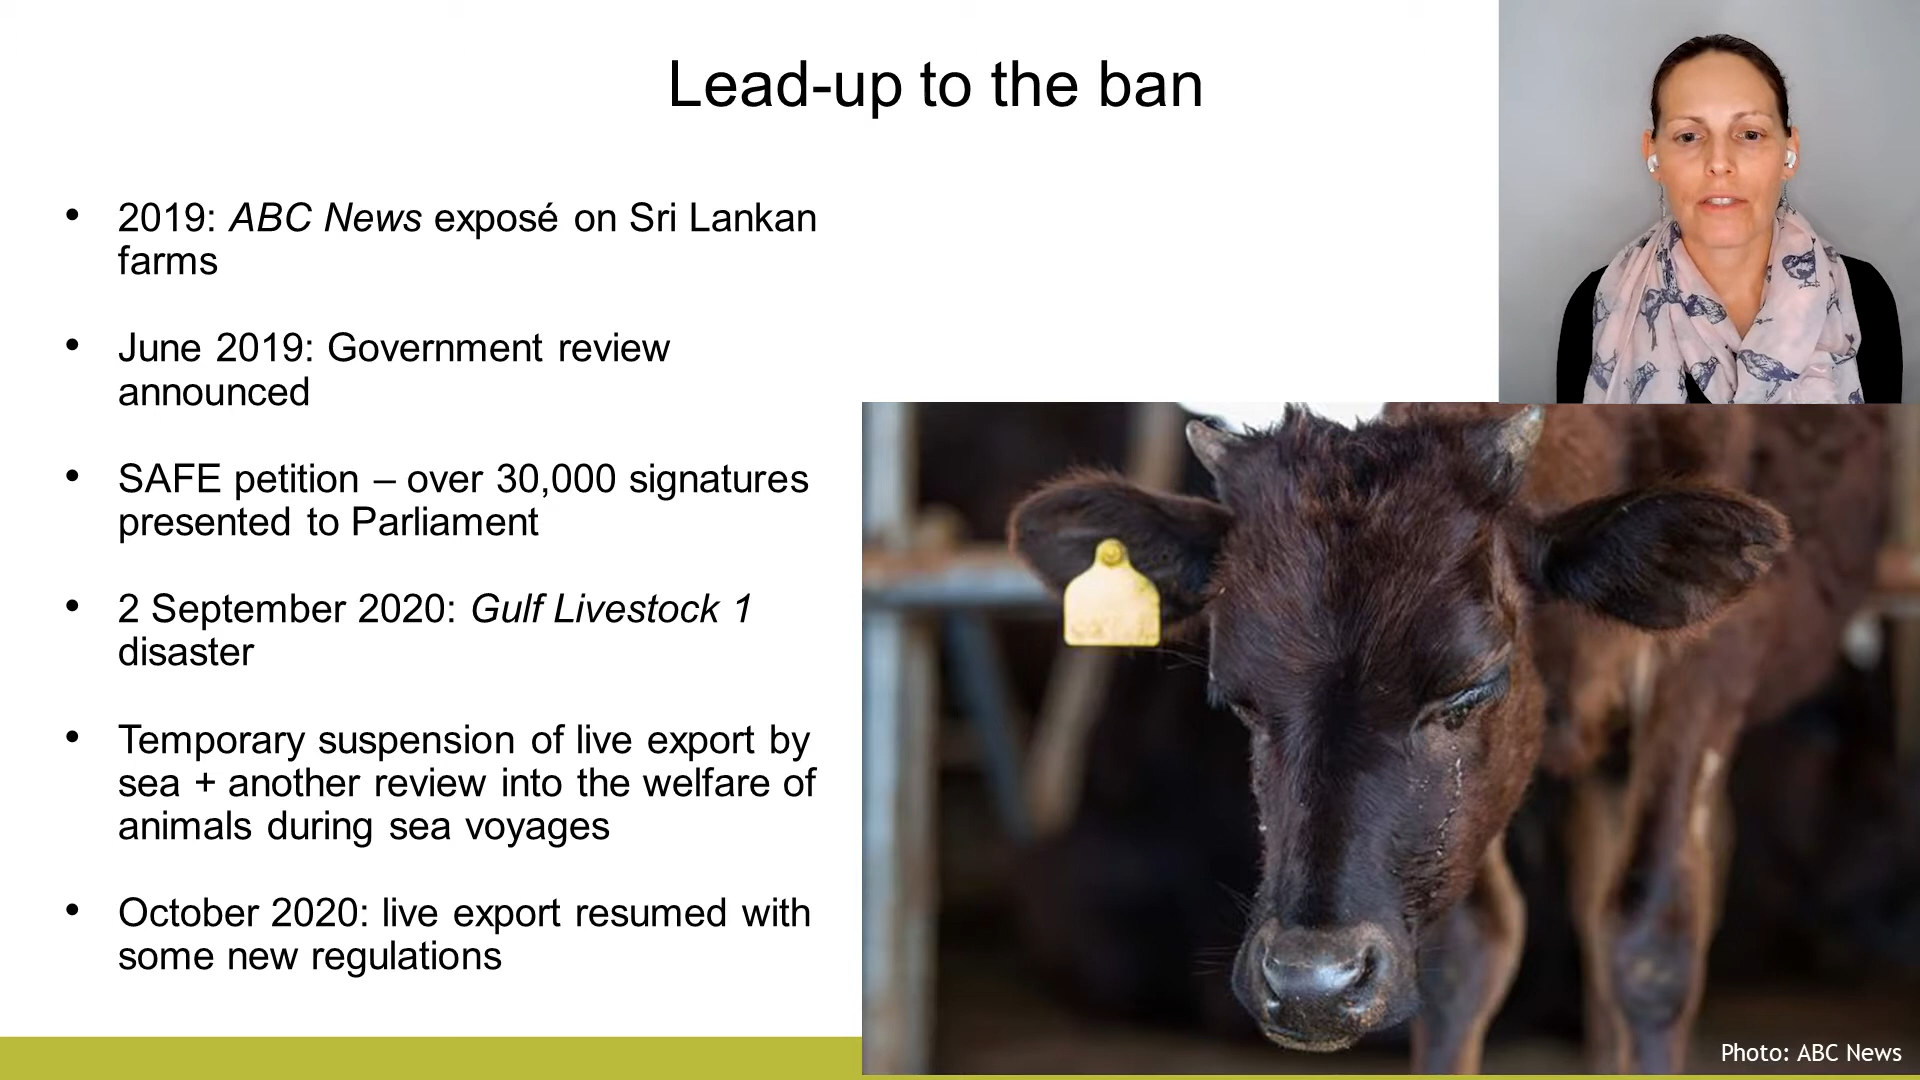 Lead-up to the ban
• 2019: ABC News exposé on Sri Lankan
farms
• June 2019: Government review
announced
• SAFE petition – over 30,000 signatures
presented to Parliament
• 2 September 2020: Gulf Livestock 1
disaster
• Temporary suspension of live export by
sea + another review into the welfare of
animals during sea voyages
• October 2020: live export resumed with
some new regulations
Photo: ABC News